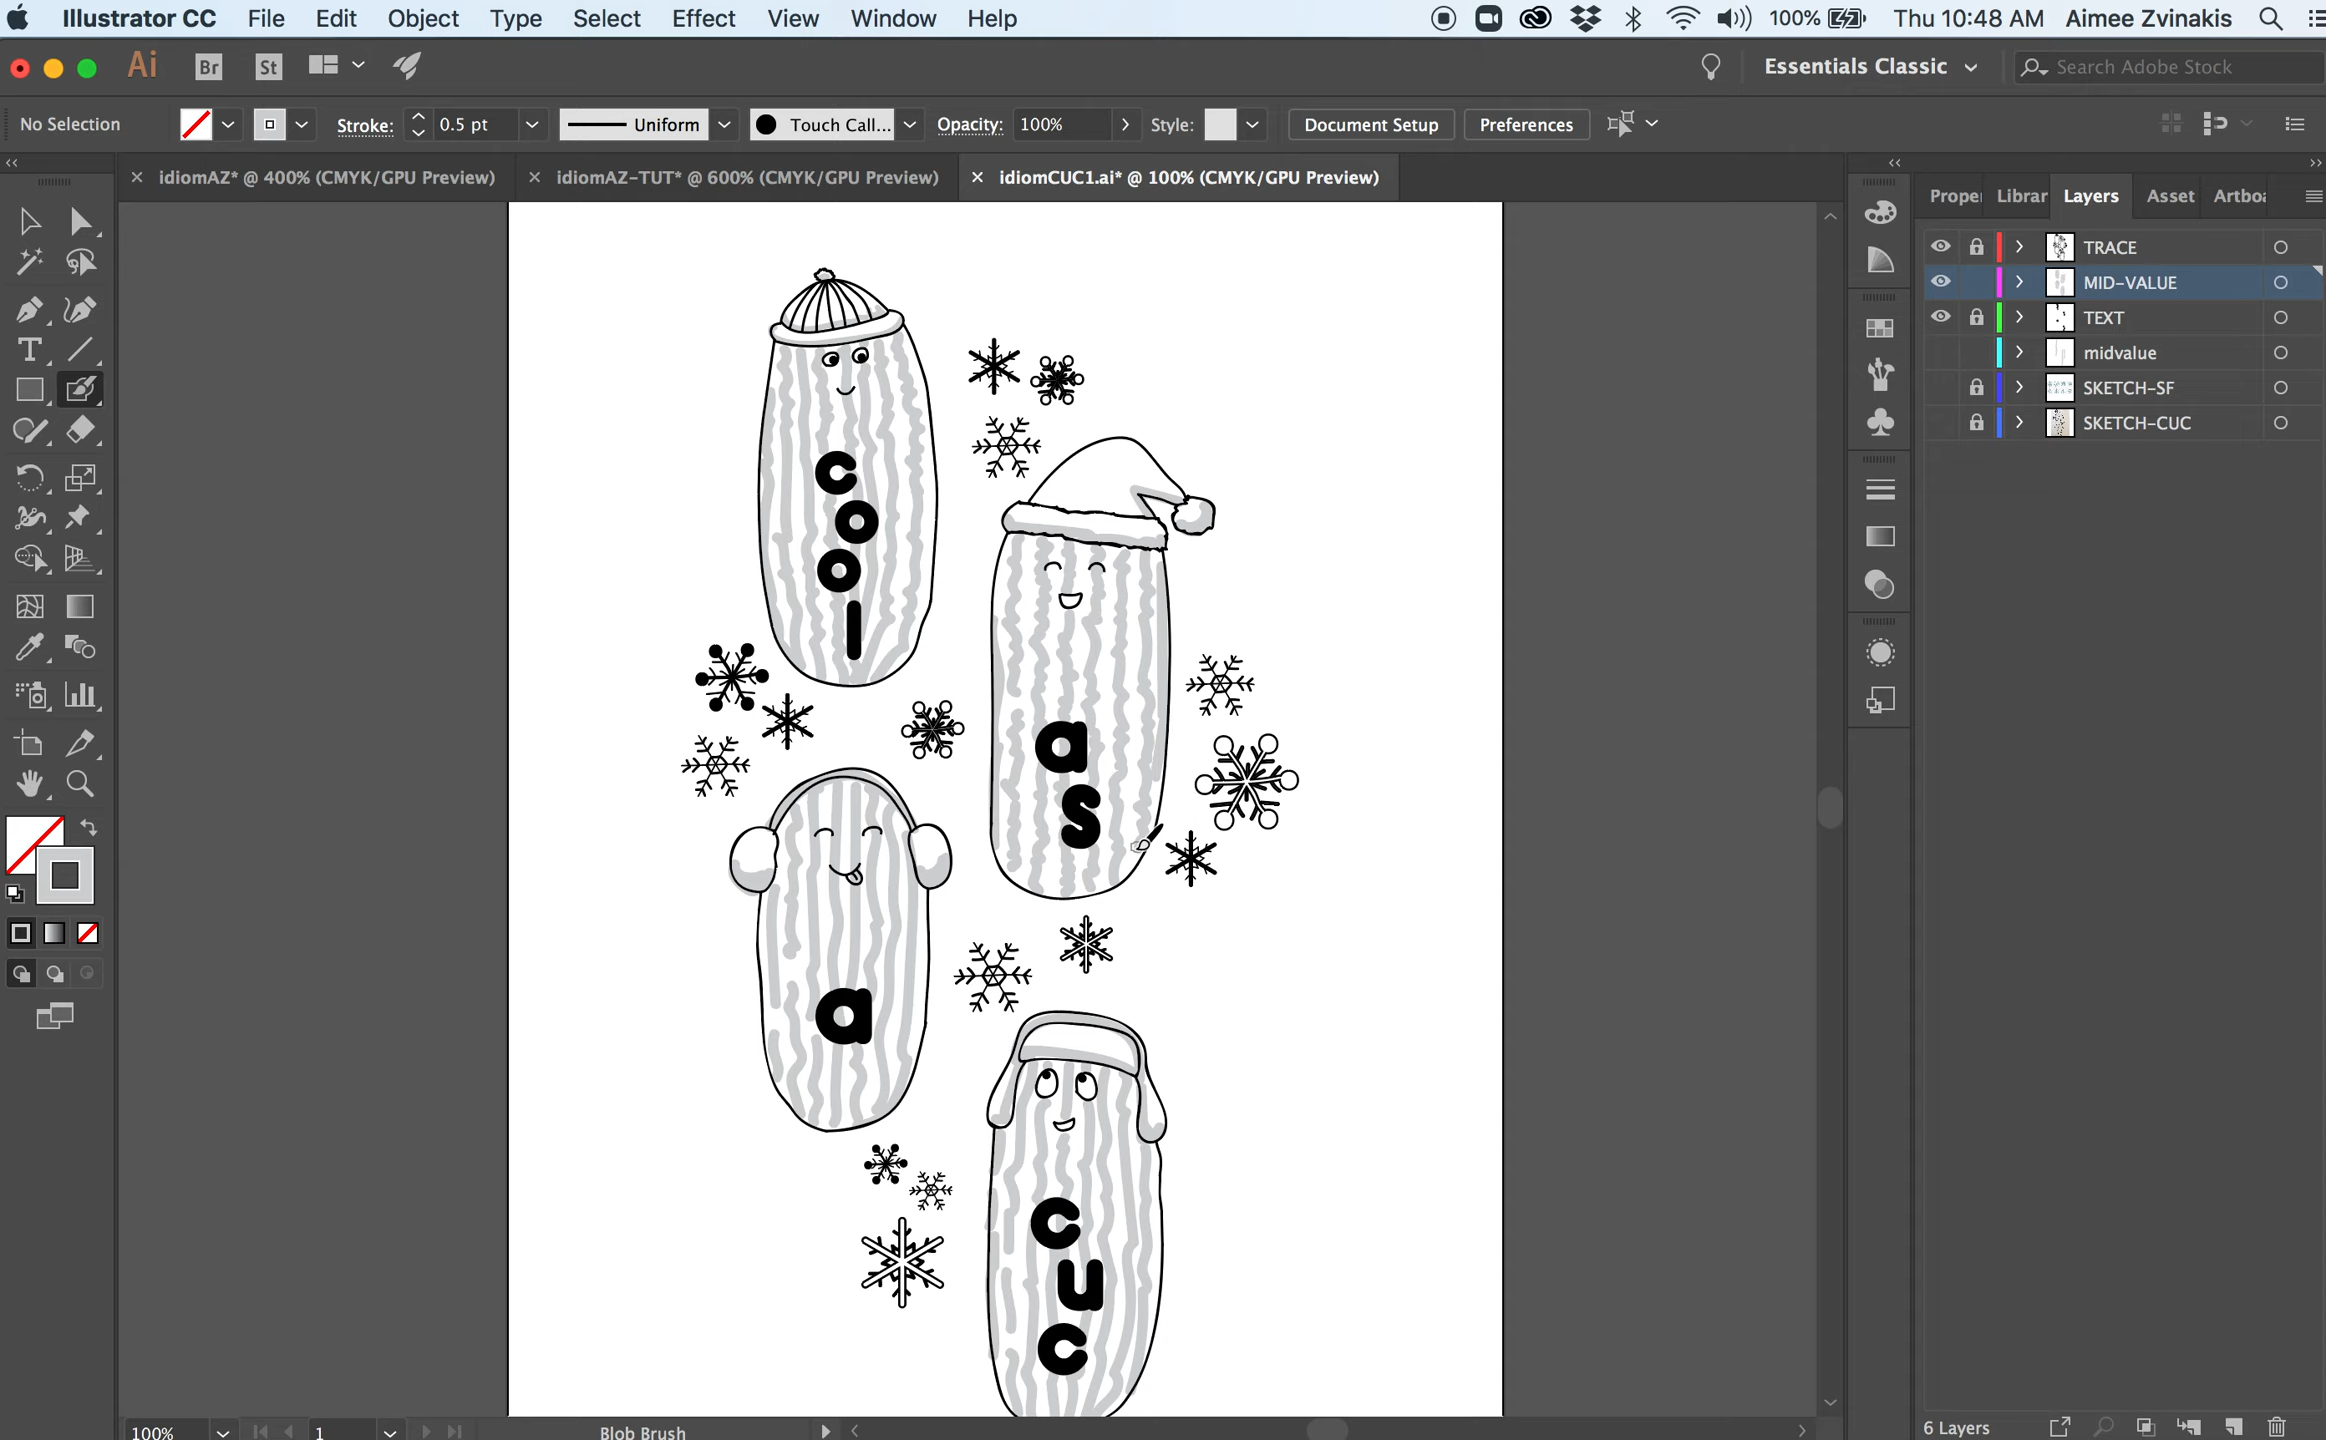 Illustrator CC File Edit Object Type Select Effect View Window Help 100% Thu 10:48 AM Aimee Zvinakis
Ai Br St Essentials Classic Search Adobe Stock
No Selection Stroke: 0.5 pt Uniform Touch Call... Opacity: 100% Style: Document Setup Preferences
idiomAZ* @ 400% (CMYK/GPU Preview) idiomAZ-TUT* @ 600% (CMYK/GPU Preview) idiomCUC1.ai* @ 100% (CMYK/GPU Preview)
Proper Librar Layers Asset Artboa
TRACE
MID-VALUE
TEXT
midvalue
SKETCH-SF
SKETCH-CUC
c
o
o
l
a
s
a
c
u
c
100% 1 Blob Brush 6 Layers